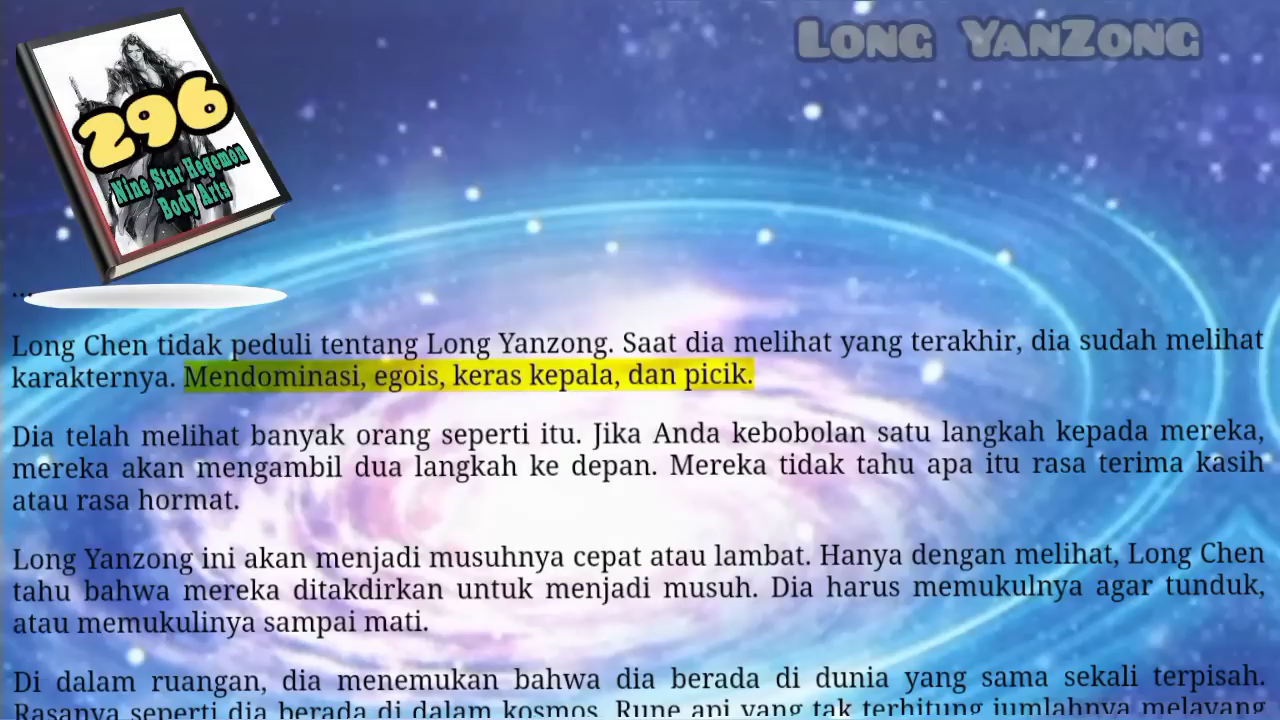 Long YanZong
296
Nine Star Hegemon
Body Arts
...
Long Chen tidak peduli tentang Long Yanzong. Saat dia melihat yang terakhir, dia sudah melihat
karakternya. Mendominasi, egois, keras kepala, dan picik.
Dia telah melihat banyak orang seperti itu. Jika Anda kebobolan satu langkah kepada mereka,
mereka akan mengambil dua langkah ke depan. Mereka tidak tahu apa itu rasa terima kasih
atau rasa hormat.
Long Yanzong ini akan menjadi musuhnya cepat atau lambat. Hanya dengan melihat, Long Chen
tahu bahwa mereka ditakdirkan untuk menjadi musuh. Dia harus memukulnya agar tunduk,
atau memukulinya sampai mati.
Di dalam ruangan, dia menemukan bahwa dia berada di dunia yang sama sekali terpisah.
Rasanya seperti dia berada di dalam kosmos. Rune api yang tak terhitung jumlahnya melayang